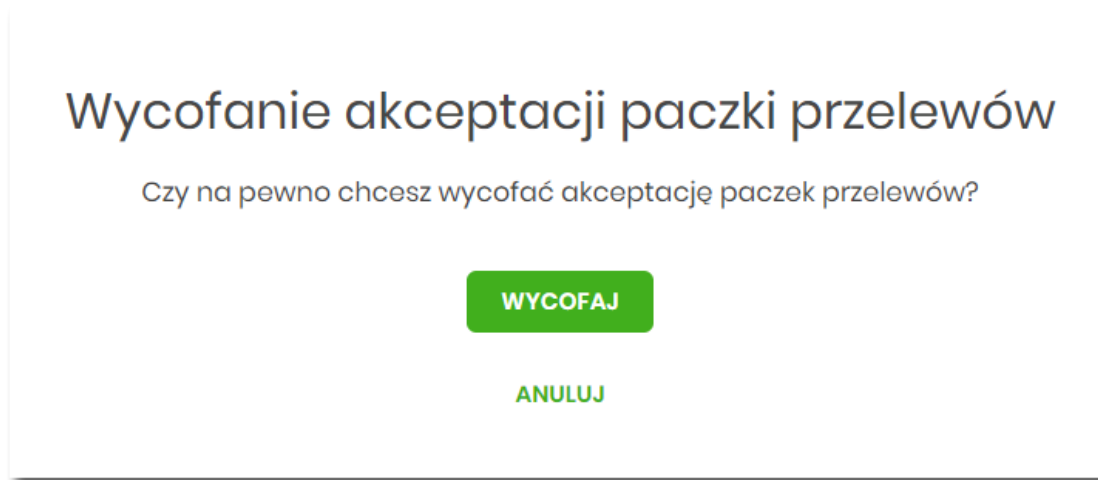 Wycofanie akceptacji paczki przelewów
Czy na pewno chcesz wycofać akceptację paczek przelewów?
WYCOFAJ
ANULUJ